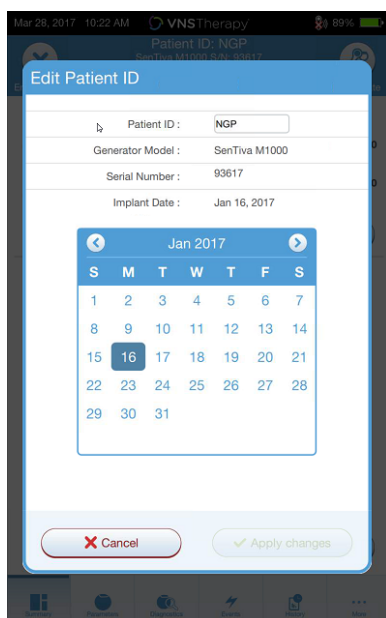 Mar 28, 2017 10:22 AM VNSTherapy 89%
Patient ID: NGP
SenTiva M1000 S/N: 93617
Edit Patient ID
Patient ID : NGP
Generator Model : SenTiva M1000
Serial Number : 93617
Implant Date : Jan 16, 2017
Jan 2017
S M T W T F S
1 2 3 4 5 6 7
8 9 10 11 12 13 14
15 16 17 18 19 20 21
22 23 24 25 26 27 28
29 30 31
Cancel Apply changes
Summary Parameters Diagnostics Events History More